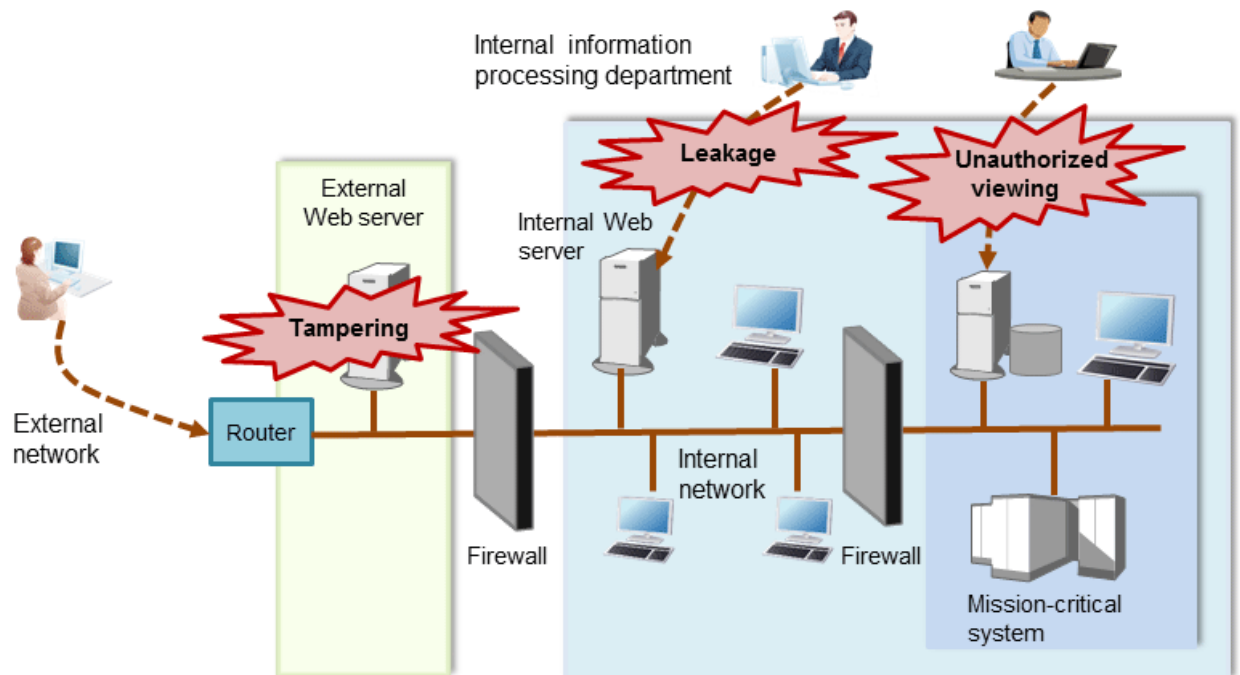 Internal information
processing department
Leakage
Unauthorized
viewing
External
Web server
Internal Web
server
Tampering
External
network
Router
Internal
network
Firewall
Firewall
Mission-critical
system